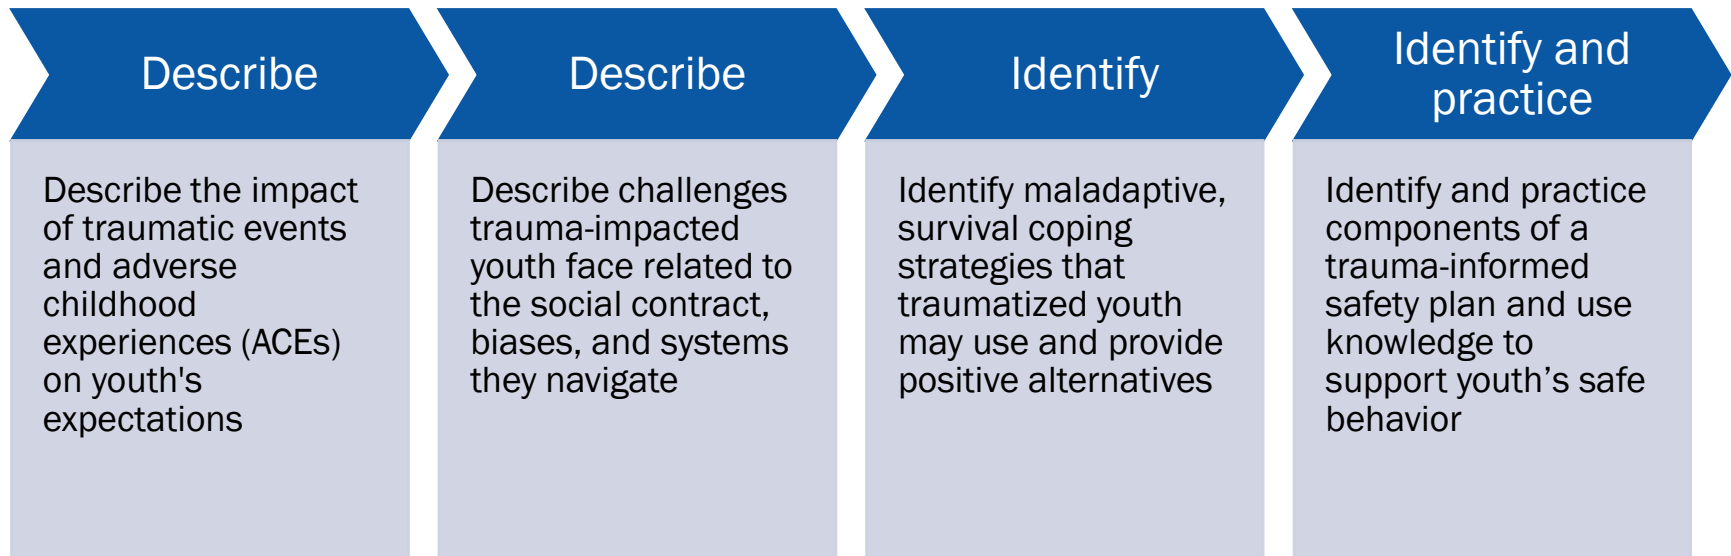 Describe
Describe the impact
of traumatic events
and adverse
childhood
experiences (ACEs)
on youth's
expectations
Describe
Describe challenges
trauma-impacted
youth face related to
the social contract,
biases, and systems
they navigate
Identify
Identify maladaptive,
survival coping
strategies that
traumatized youth
may use and provide
positive alternatives
Identify and
practice
Identify and practice
components of a
trauma-informed
safety plan and use
knowledge to
support youth’s safe
behavior